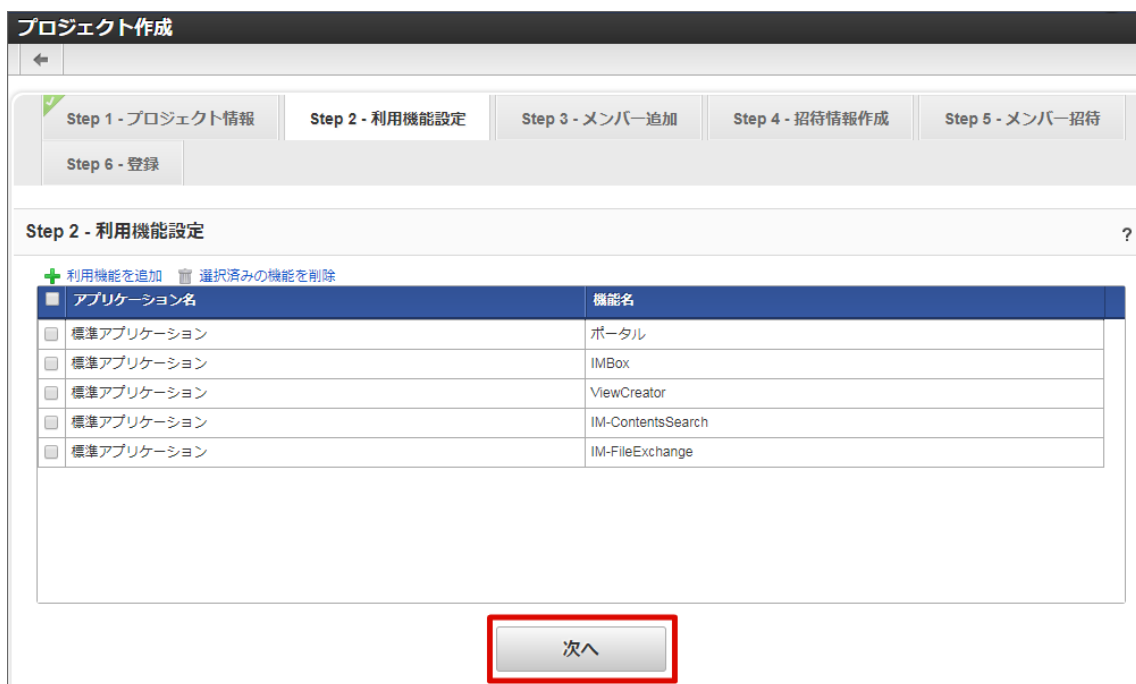 プロジェクト作成
Step 1 - プロジェクト情報 Step 2 - 利用機能設定 Step 3 - メンバー追加 Step 4 - 招待情報作成 Step 5 - メンバー招待
Step 6 - 登録
Step 2 - 利用機能設定 ?
利用機能を追加 選択済みの機能を削除
アプリケーション名 機能名
標準アプリケーション ポータル
標準アプリケーション IMBox
標準アプリケーション ViewCreator
標準アプリケーション IM-ContentsSearch
標準アプリケーション IM-FileExchange
次へ